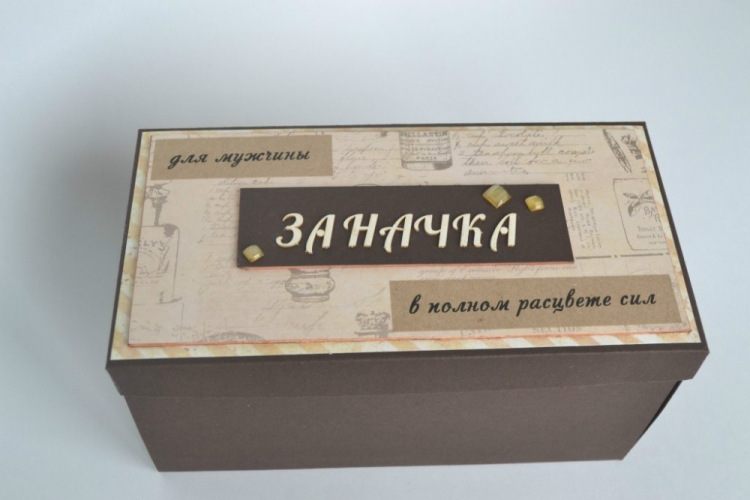 для мужчины
ЗАНАЧКА
в полном расцвете сил